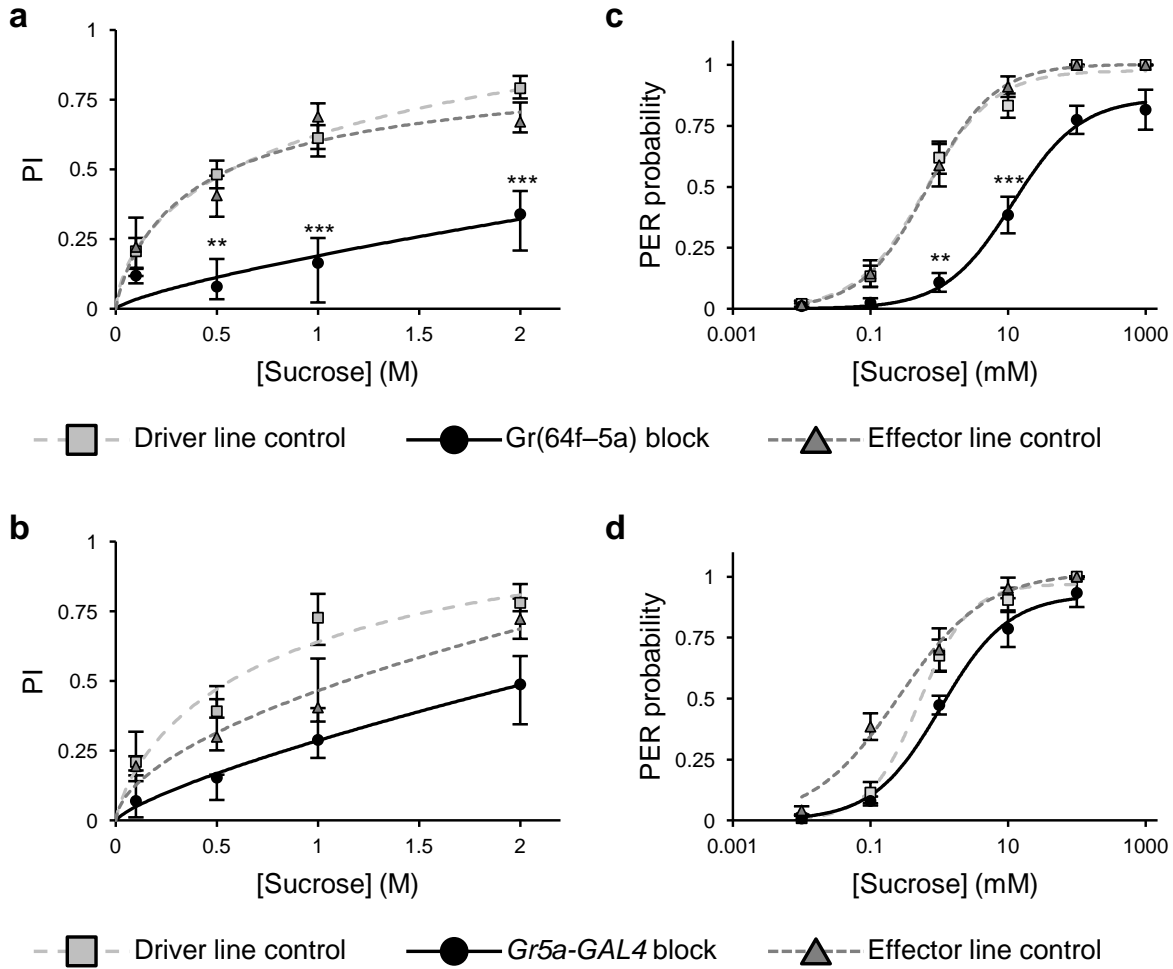 a
1
0.75
0.5
0.25
0
PI
**
***
***
0 0.5 1 1.5 2
[Sucrose] (M)
c
1
0.75
0.5
0.25
0
PER probability
**
***
0.001 0.1 10 1000
[Sucrose] (mM)
Driver line control Gr(64f–5a) block Effector line control
b
1
0.75
0.5
0.25
0
PI
0 0.5 1 1.5 2
[Sucrose] (M)
d
1
0.75
0.5
0.25
0
PER probability
0.001 0.1 10 1000
[Sucrose] (mM)
Driver line control Gr5a-GAL4 block Effector line control